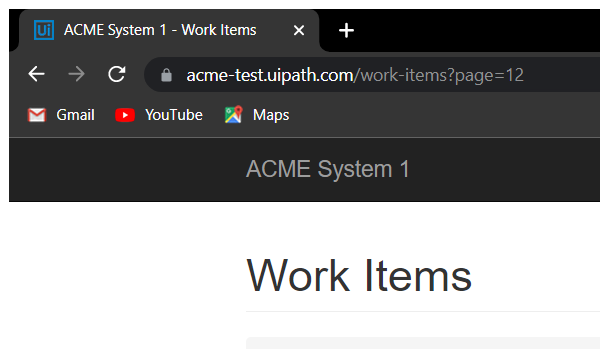 Ui ACME System 1 - Work Items
acme-test.uipath.com/work-items?page=12
Gmail YouTube Maps
ACME System 1
Work Items